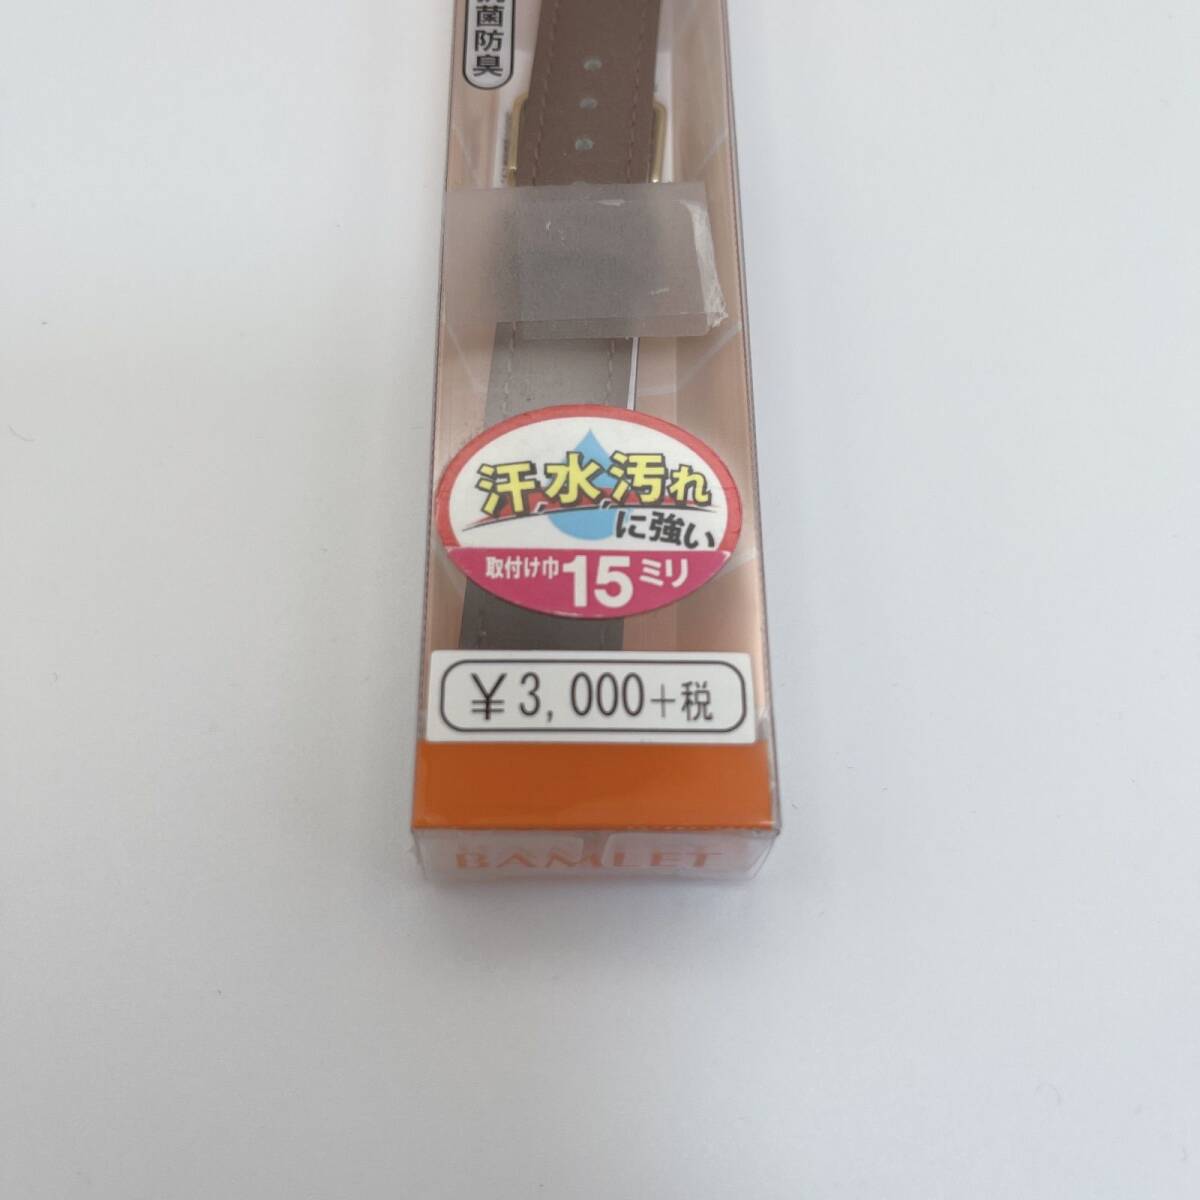 菌防臭
汗、水、汚れ
に強い
取付け巾15ミリ
¥3,000+税
BAMLET